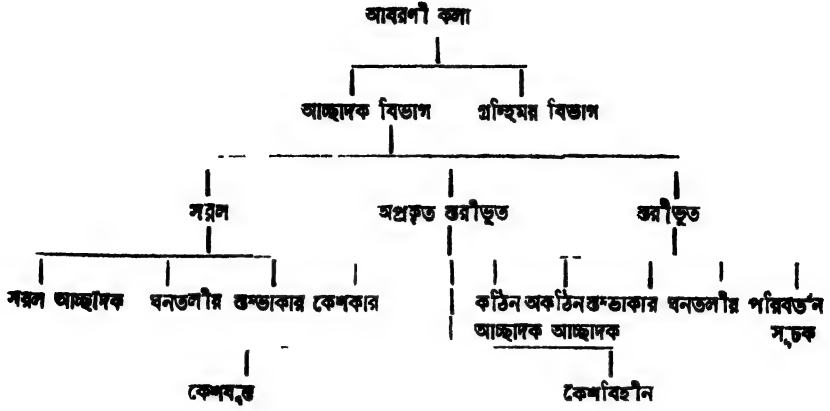 আবরণী কলা
আচ্ছাদক বিভাগ গ্রন্থিময় বিভাগ
সরল অপ্রকৃত স্তরীভূত স্তরীভূত
সরল আচ্ছাদক ঘনতলীয় স্তম্ভাকার কেশকার কঠিন অকঠিন স্তম্ভাকার ঘনতলীয় পরিবর্তন
আচ্ছাদক আচ্ছাদক সূচক
কেশযুক্ত কেশবিহীন